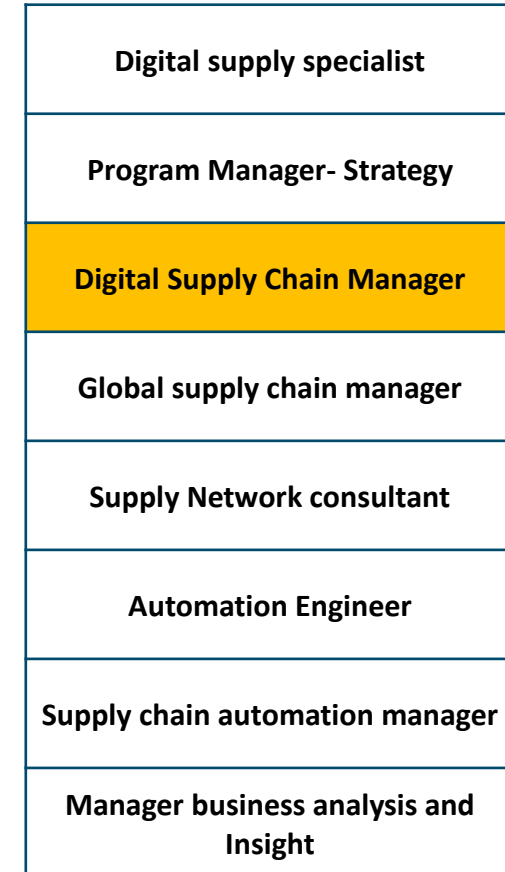 Digital supply specialist
Program Manager- Strategy
Digital Supply Chain Manager
Global supply chain manager
Supply Network consultant
Automation Engineer
Supply chain automation manager
Manager business analysis and
Insight